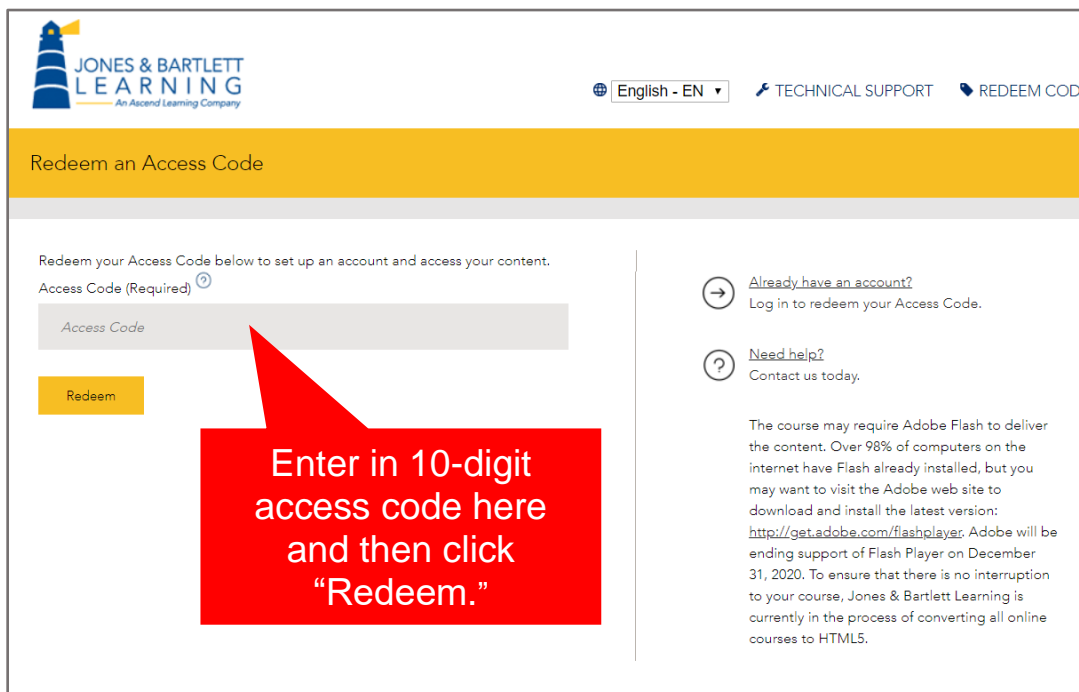 JONES & BARTLETT
LEARNING
An Ascend Learning Company
English - EN
TECHNICAL SUPPORT
REDEEM COD
Redeem an Access Code
Redeem your Access Code below to set up an account and access your content.
Access Code (Required) ?
Access Code
Redeem
Enter in 10-digit
access code here
and then click
“Redeem.”
Already have an account?
Log in to redeem your Access Code.
?
Need help?
Contact us today.
The course may require Adobe Flash to deliver
the content. Over 98% of computers on the
internet have Flash already installed, but you
may want to visit the Adobe web site to
download and install the latest version:
http://get.adobe.com/flashplayer. Adobe will be
ending support of Flash Player on December
31, 2020. To ensure that there is no interruption
to your course, Jones & Bartlett Learning is
currently in the process of converting all online
courses to HTML5.